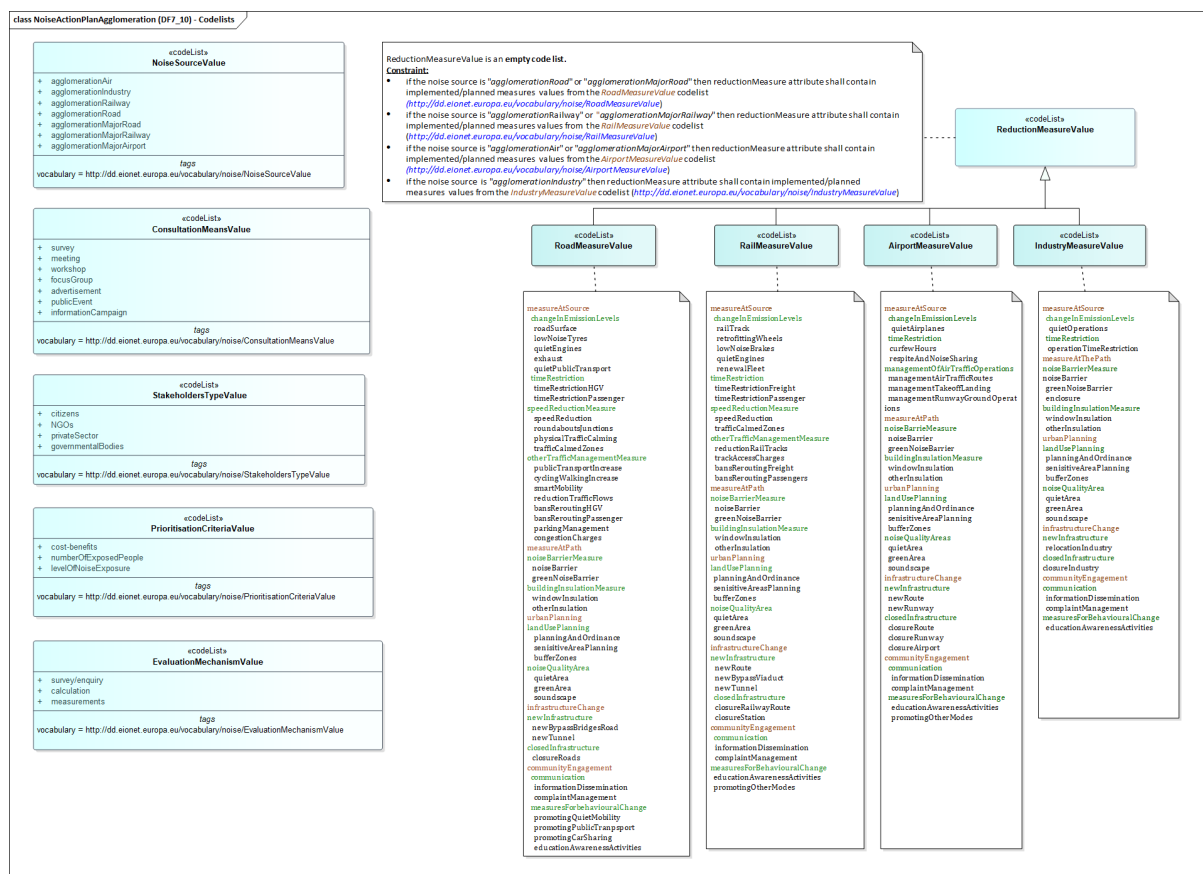 class NoiseActionPlanAgglomeration (DF7_10) - Codelists
«codeList»
NoiseSourceValue
+ agglomerationAir
+ agglomerationIndustry
+ agglomerationRailway
+ agglomerationRoad
+ agglomerationMajorRoad
+ agglomerationMajorRailway
+ agglomerationMajorAirport
tags
vocabulary = http://dd.eionet.europa.eu/vocabulary/noise/NoiseSourceValue
«codeList»
ConsultationMeansValue
+ survey
+ meeting
+ workshop
+ focusGroup
+ advertisement
+ publicEvent
+ informationCampaign
tags
vocabulary = http://dd.eionet.europa.eu/vocabulary/noise/ConsultationMeansValue
«codeList»
StakeholdersTypeValue
+ citizens
+ NGOs
+ privateSector
+ governmentalBodies
tags
vocabulary = http://dd.eionet.europa.eu/vocabulary/noise/StakeholdersTypeValue
«codeList»
PrioritisationCriteriaValue
+ cost-benefits
+ numberOfExposedPeople
+ levelOfNoiseExposure
tags
vocabulary = http://dd.eionet.europa.eu/vocabulary/noise/PrioritisationCriteriaValue
«codeList»
EvaluationMechanismValue
+ survey/enquiry
+ calculation
+ measurements
tags
vocabulary = http://dd.eionet.europa.eu/vocabulary/noise/EvaluationMechanismValue
ReductionMeasureValue is an empty code list.
Constraint:
• if the noise source is "agglomerationRoad" or "agglomerationMajorRoad" then reductionMeasure attribute shall contain
implemented/planned measures values from the RoadMeasureValue codelist
(http://dd.eionet.europa.eu/vocabulary/noise/RoadMeasureValue)
• if the noise source is "agglomerationRailway" or "agglomerationMajorRailway" then reductionMeasure attribute shall contain
implemented/planned measures values from the RailMeasureValue codelist
(http://dd.eionet.europa.eu/vocabulary/noise/RailMeasureValue)
• if the noise source is "agglomerationAir" or "agglomerationMajorAirport" then reductionMeasure attribute shall contain
implemented/planned measures values from the AirportMeasureValue codelist
(http://dd.eionet.europa.eu/vocabulary/noise/AirportMeasureValue)
• if the noise source is "agglomerationIndustry" then reductionMeasure attribute shall contain implemented/planned
measures values from the IndustryMeasureValue codelist (http://dd.eionet.europa.eu/vocabulary/noise/IndustryMeasureValue)
«codeList»
ReductionMeasureValue
«codeList»
RoadMeasureValue
«codeList»
RailMeasureValue
«codeList»
AirportMeasureValue
«codeList»
IndustryMeasureValue
measureAtSource
changeInEmissionLevels
roadSurface
lowNoiseTyres
quietEngines
exhaust
quietPublicTransport
timeRestriction
timeRestrictionHGV
timeRestrictionPassenger
speedReductionMeasure
speedReduction
roundaboutsJunctions
physicalTrafficCalming
trafficCalmedZones
otherTrafficManagementMeasure
publicTransportIncrease
cyclingWalkingIncrease
smartMobility
reductionTrafficFlows
bansReroutingHGV
bansReroutingPassenger
parkingManagement
congestionCharges
measureAtPath
noiseBarrierMeasure
noiseBarrier
greenNoiseBarrier
buildingInsulationMeasure
windowInsulation
otherInsulation
urbanPlanning
landUsePlanning
planningAndOrdinance
senisitiveAreaPlanning
bufferZones
noiseQualityArea
quietArea
greenArea
soundscape
infrastructureChange
newInfrastructure
newBypassBridgesRoad
newTunnel
closedInfrastructure
closureRoads
communityEngagement
communication
informationDissemination
complaintManagement
measuresForbehaviouralChange
promotingQuietMobility
promotingPublicTranpsport
promotingCarSharing
educationAwarenessActivities
measureAtSource
changeInEmissionLevels
railTrack
retrofittingWheels
lowNoiseBrakes
quietEngines
renewalFleet
timeRestriction
timeRestrictionFreight
timeRestrictionPassenger
speedReductionMeasure
speedReduction
trafficCalmedZones
otherTrafficManagementMeasure
reductionRailTracks
trackAccessCharges
bansReroutingFreight
bansReroutingPassengers
measureAtPath
noiseBarrierMeasure
noiseBarrier
greenNoiseBarrier
buildingInsulationMeasure
windowInsulation
otherInsulation
urbanPlanning
landUsePlanning
planningAndOrdinance
senisitiveAreasPlanning
bufferZones
noiseQualityArea
quietArea
greenArea
soundscape
infrastructureChange
newInfrastructure
newRoute
newBypassViaduct
newTunnel
closedInfrastructure
closureRailwayRoute
closureStation
communityEngagement
communication
informationDissemination
complaintManagement
measuresForBehaviouralChange
educationAwarenessActivities
promotingOtherModes
measureAtSource
changeInEmissionLevels
quietAirplanes
timeRestriction
curfewHours
respiteAndNoiseSharing
managementOfAirTrafficOperations
managementAirTrafficRoutes
managementTakeoffLanding
managementRunwayGroundOperat
ions
measureAtPath
noiseBarrieMeasure
noiseBarrier
greenNoiseBarrier
buildingInsulationMeasure
windowInsulation
otherInsulation
urbanPlanning
landUsePlanning
planningAndOrdinance
senisitiveAreaPlanning
bufferZones
noiseQualityAreas
quietArea
greenArea
soundscape
infrastructureChange
newInfrastructure
newRoute
newRunway
closedInfrastructure
closureRoute
closureRunway
closureAirport
communityEngagement
communication
informationDissemination
complaintManagement
measuresForBehaviouralChange
educationAwarenessActivities
promotingOtherModes
measureAtSource
changeInEmissionLevels
quietOperations
timeRestriction
operationTimeRestriction
measureAtThePath
noiseBarrierMeasure
noiseBarrier
greenNoiseBarrier
enclosure
buildingInsulationMeasure
windowInsulation
otherInsulation
urbanPlanning
landUsePlanning
planningAndOrdinance
senisitiveAreaPlanning
bufferZones
noiseQualityArea
quietArea
greenArea
soundscape
infrastructureChange
newInfrastructure
relocationIndustry
closedInfrastructure
closureIndustry
communityEngagement
communication
informationDissemination
complaintManagement
measuresForBehaviouralChange
educationAwarenessActivities